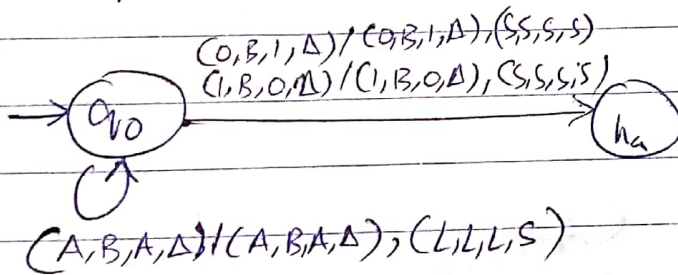 (0,B,1,Δ)/(0,B,1,Δ),(S,S,S,S)
(1,B,0,Δ)/(1,B,0,Δ),(S,S,S,S)
q0
ha
(A,B,A,Δ)/(A,B,A,Δ),(L,L,L,S)